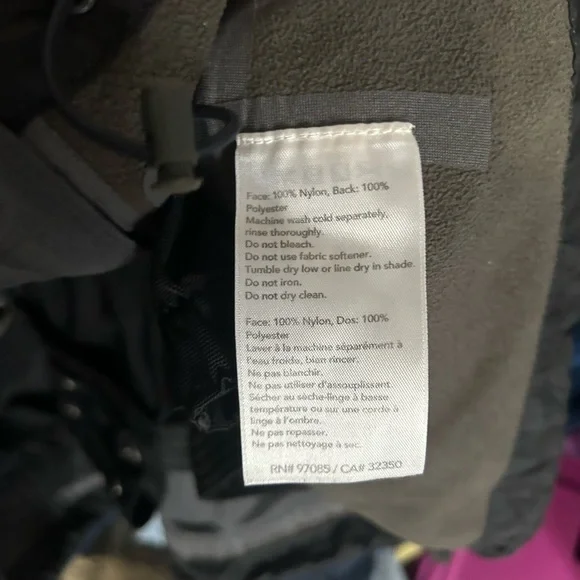 Face: 100% Nylon, Back: 100%
Polyester
Machine wash cold separately,
rinse thoroughly.
Do not bleach.
Do not use fabric softener.
Tumble dry low or line dry in shade.
Do not iron.
Do not dry clean.
Face: 100% Nylon, Dos: 100%
Polyester
Laver à la machine séparément à
l'eau froide, bien rincer.
Ne pas blanchir.
Ne pas utiliser d'assouplissant.
Sécher au sèche-linge à basse
température ou sur une corde à
linge à l'ombre.
Ne pas repasser.
Ne pas nettoyage à sec.
RN# 97085 / CA# 32350